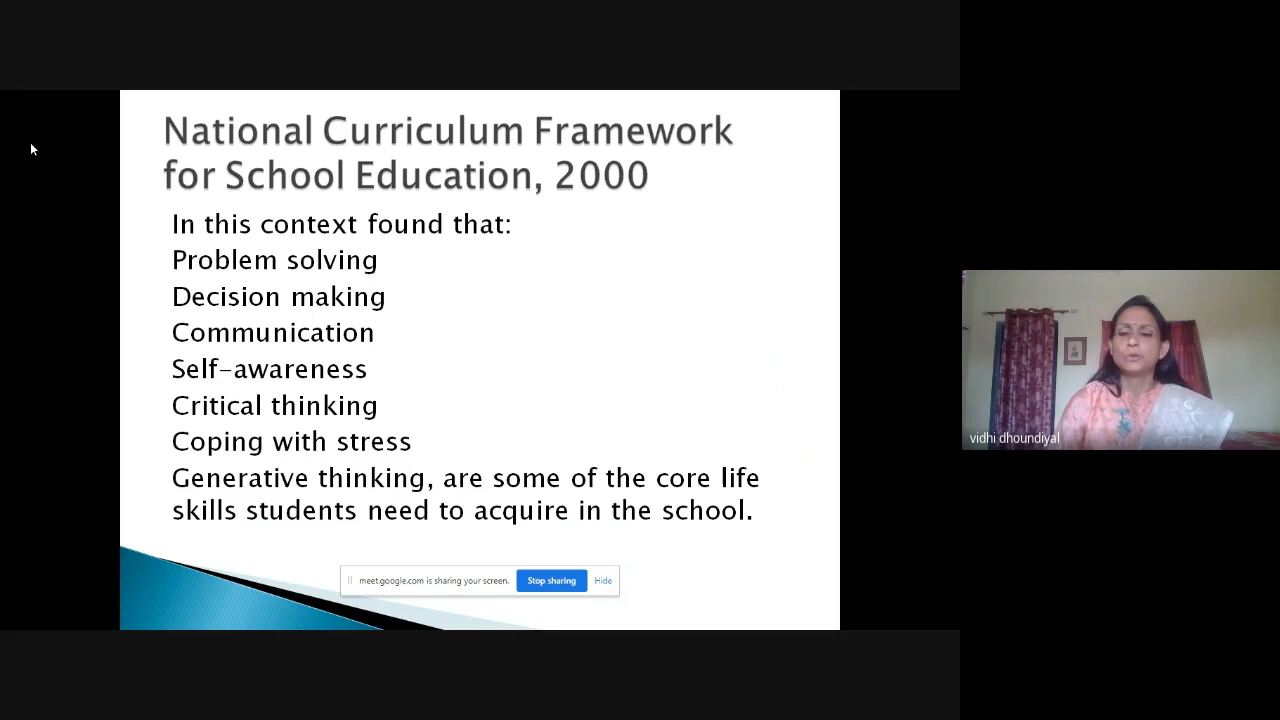 National Curriculum Framework
for School Education, 2000
In this context found that:
Problem solving
Decision making
Communication
Self-awareness
Critical thinking
Coping with stress
Generative thinking, are some of the core life
skills students need to acquire in the school.
meet.google.com is sharing your screen. Stop sharing Hide
vidhi dhoundiyal